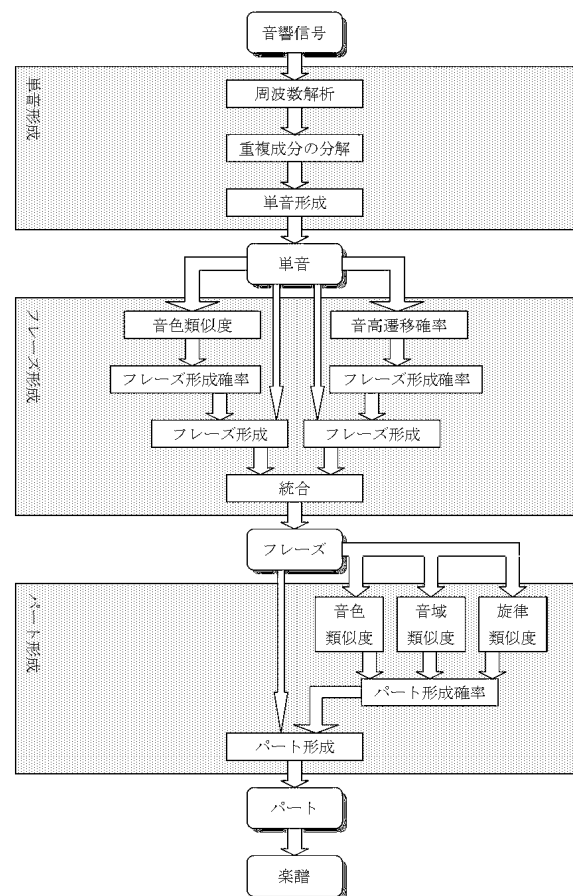 音響信号
単音形成
周波数解析
重複成分の分解
単音形成
単音
フレーズ形成
音色類似度
音高遷移確率
フレーズ形成確率
フレーズ形成確率
フレーズ形成
フレーズ形成
統合
フレーズ
パート形成
音色
類似度
音域
類似度
旋律
類似度
パート形成確率
パート形成
パート
楽譜